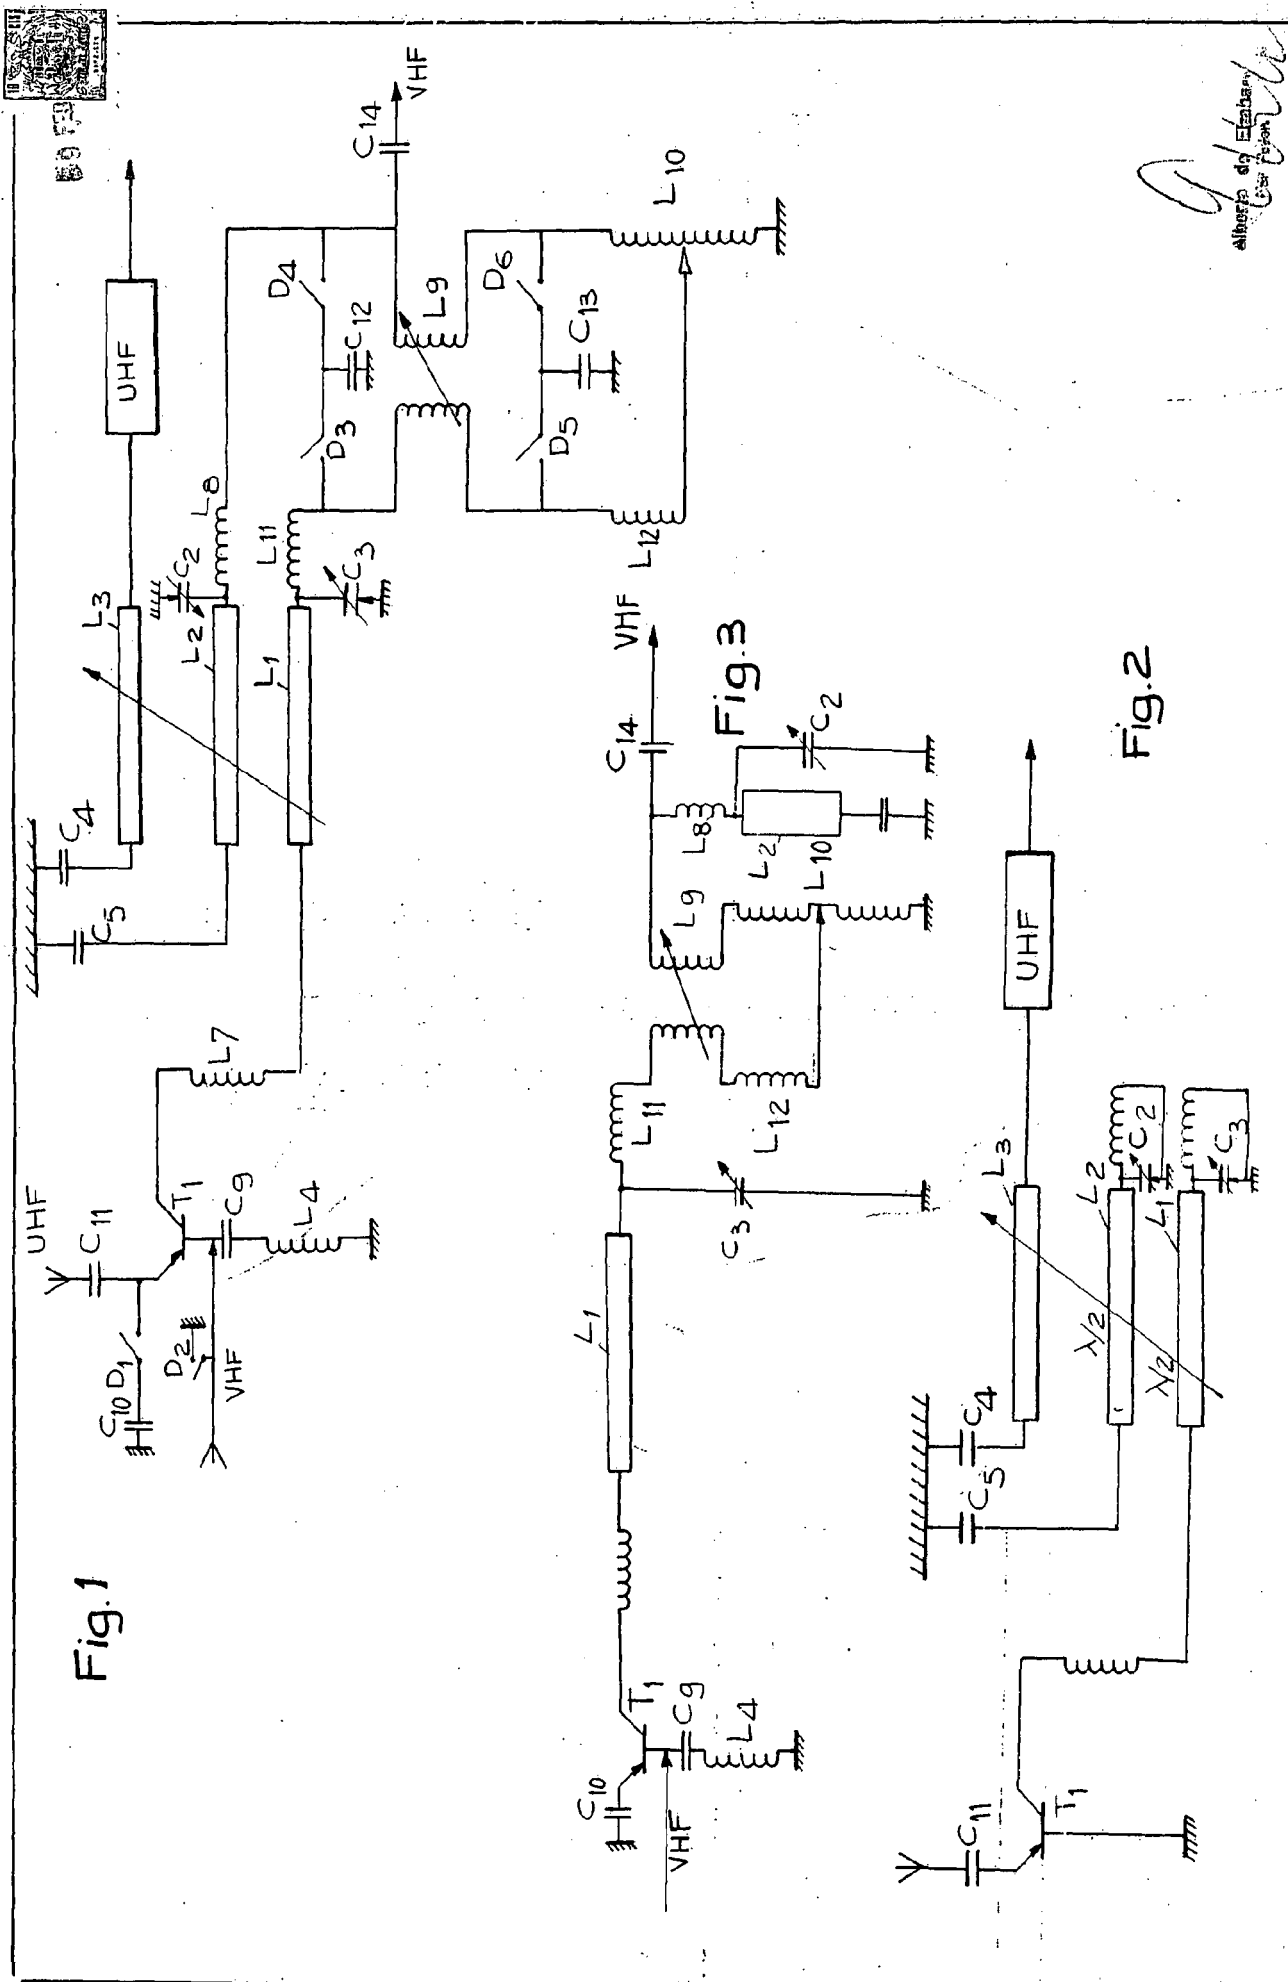 Fig.1
UHF
C11
T1
C10
D1
D2
VHF
C9
L4
L7
C5
C4
L3
L2
L1
C2
L8
L11
C3
UHF
D4
D3
C12
L9
C14
VHF
D6
D5
C13
L10
L12
Fig.3
C10
VHF
T1
C9
L4
L1
C3
L11
L12
L9
L10
L8
L2
C2
C14
VHF
Fig.2
C11
T1
C5
C4
L3
λ/2
L2
λ/2
L1
C2
C3
UHF
Alberto de Elzaburu